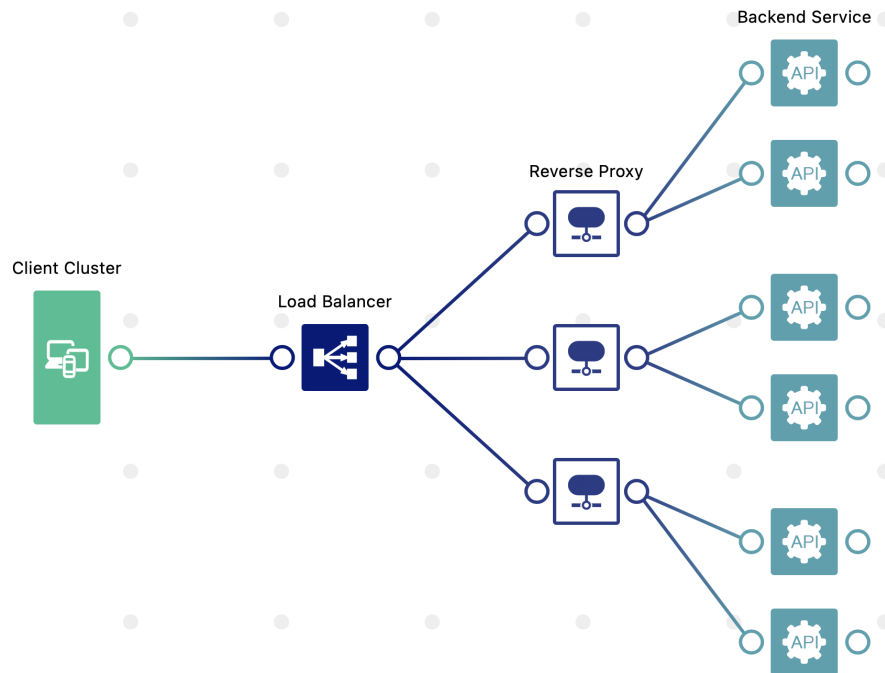 Backend Service
API
API
Reverse Proxy
Client Cluster
Load Balancer
API
API
API
API